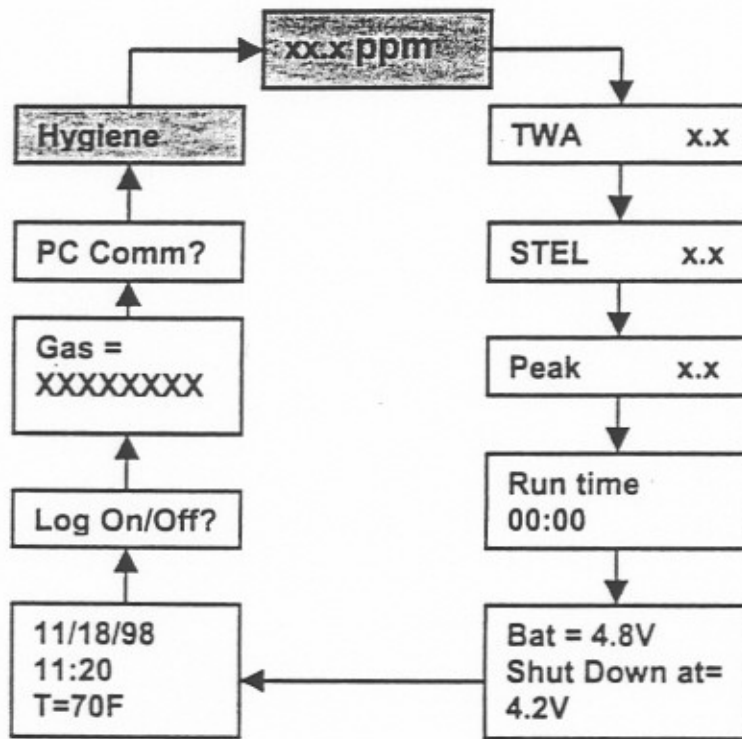 xx.x ppm
TWA x.x
STEL x.x
Peak x.x
Run time
00:00
Bat = 4.8V
Shut Down at=
4.2V
11/18/98
11:20
T=70F
Log On/Off?
Gas =
XXXXXXXX
PC Comm?
Hygiene